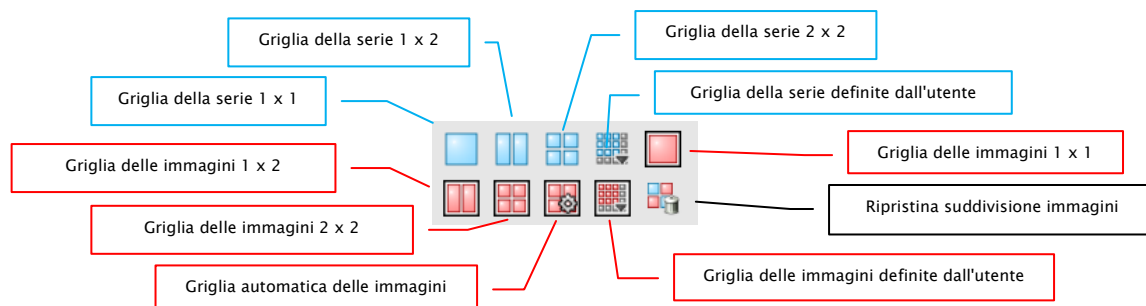 Griglia della serie 1 x 2
Griglia della serie 2 x 2
Griglia della serie 1 x 1
Griglia della serie definite dall'utente
Griglia delle immagini 1 x 2
Griglia delle immagini 1 x 1
Griglia delle immagini 2 x 2
Ripristina suddivisione immagini
Griglia automatica delle immagini
Griglia delle immagini definite dall'utente